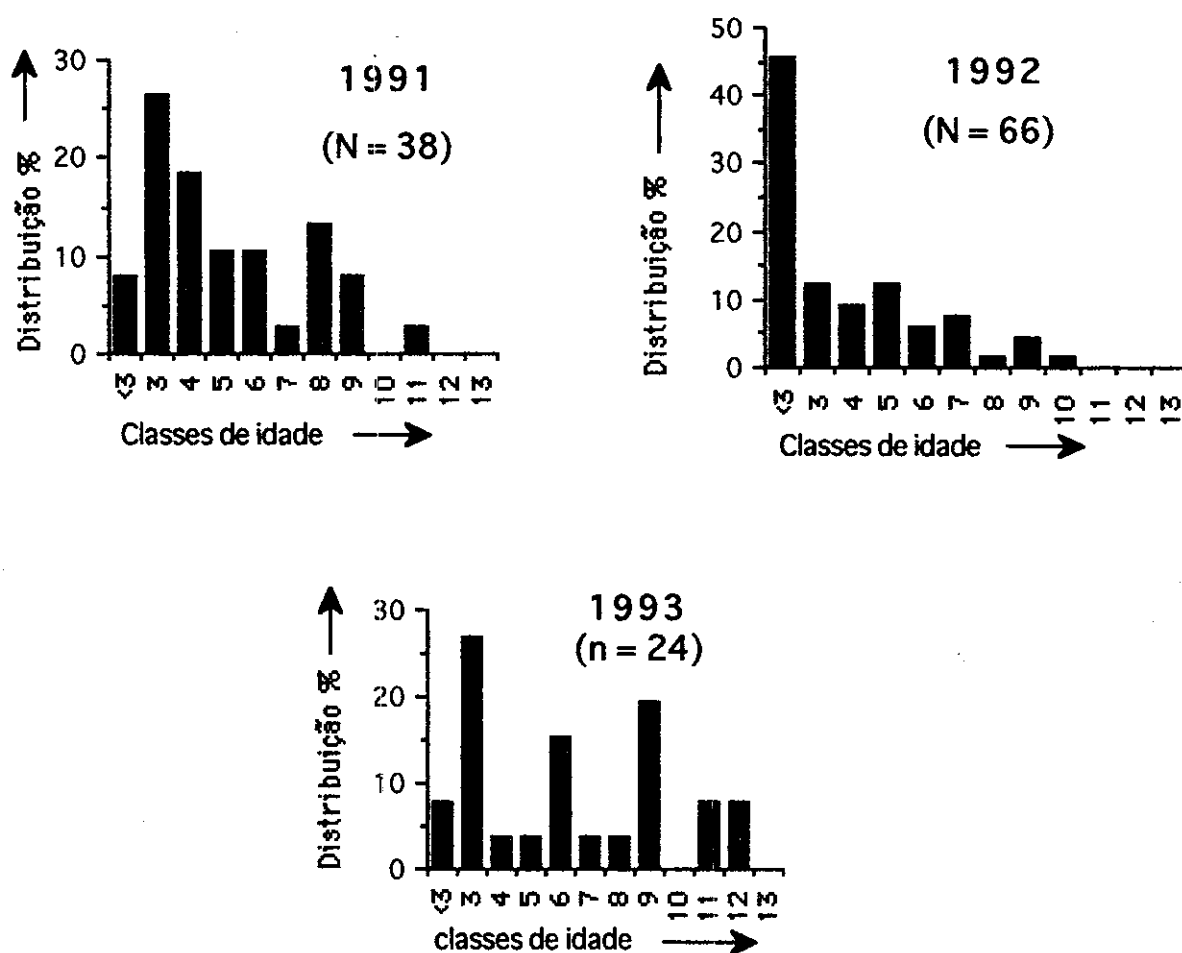 1991
(N = 38)
Distribuição %
30
20
10
0
<3 3 4 5 6 7 8 9 10 11 12 13
Classes de idade
1992
(N = 66)
Distribuição %
50
40
30
20
10
0
<3 3 4 5 6 7 8 9 10 11 12 13
Classes de idade
1993
(n = 24)
Distribuição %
30
20
10
0
<3 3 4 5 6 7 8 9 10 11 12 13
classes de idade